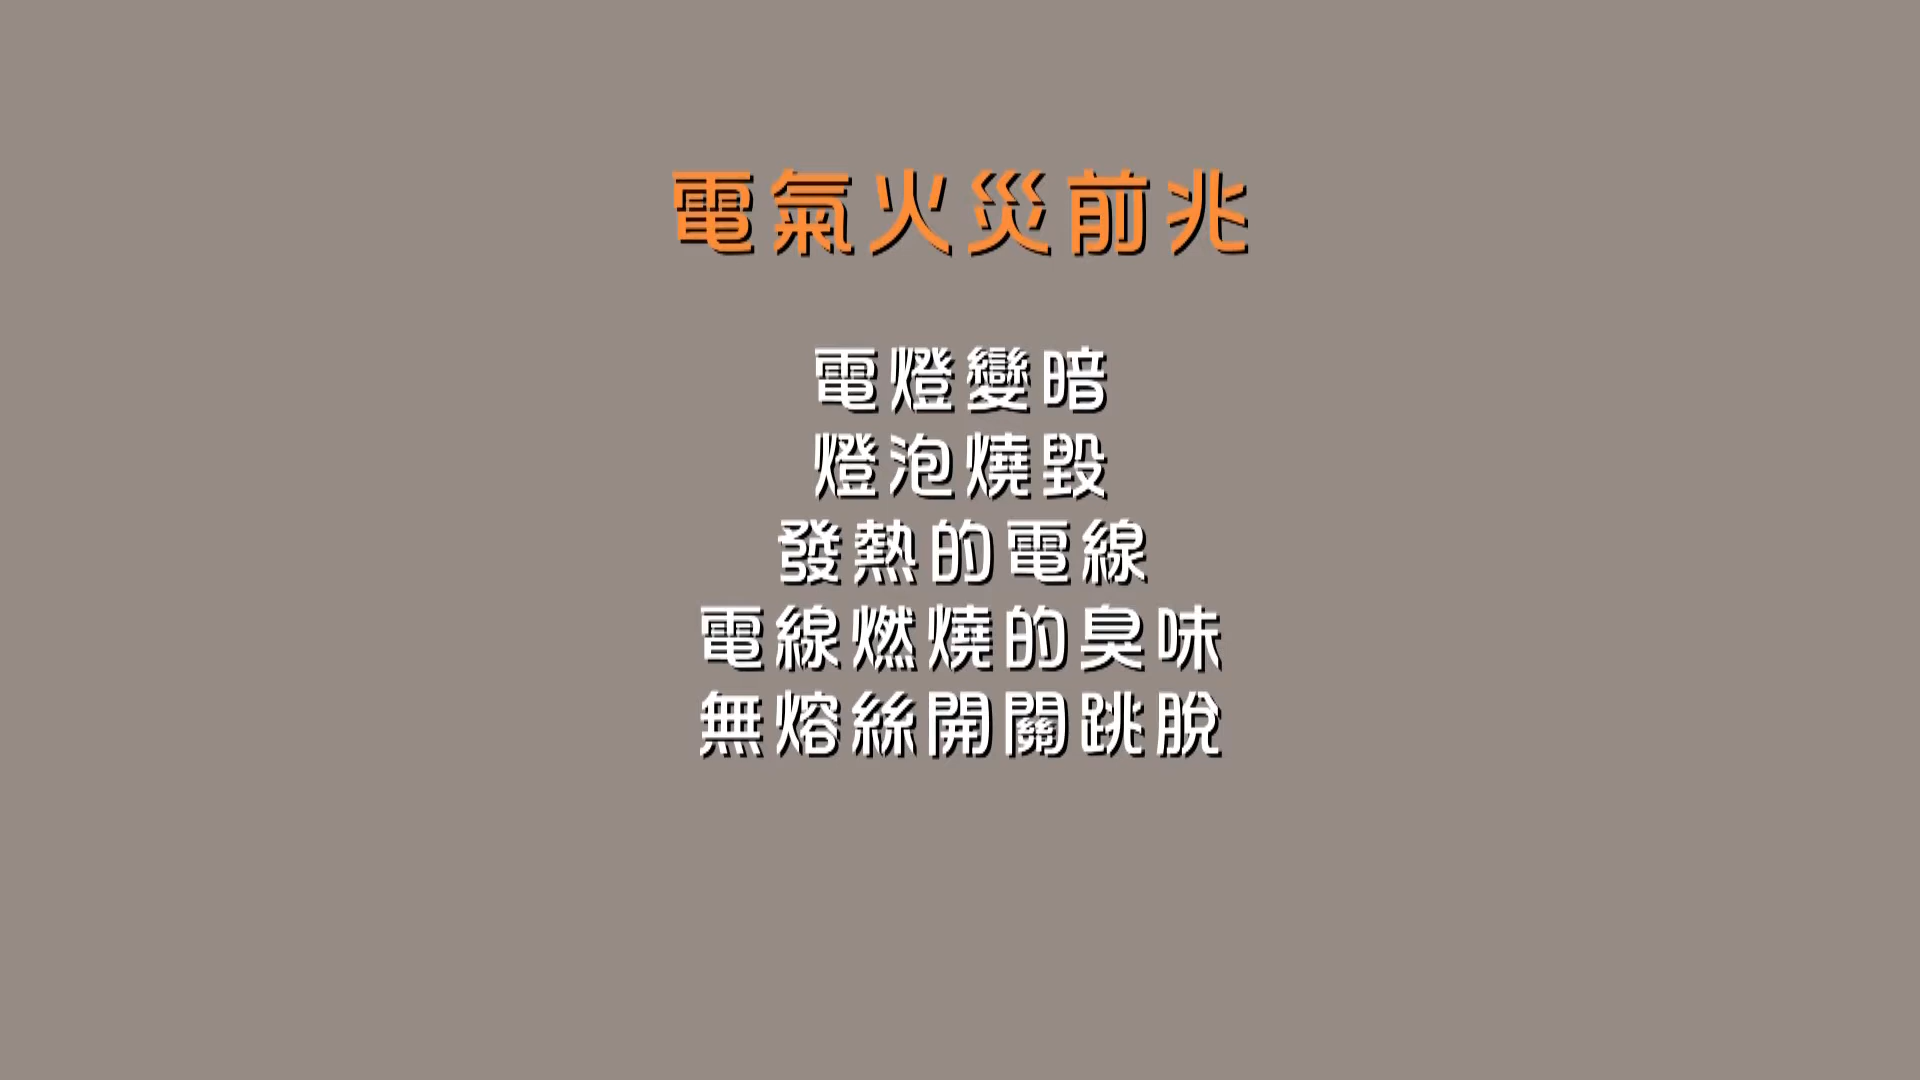 電氣火災前兆
電燈變暗
燈泡燒毀
發熱的電線
電線燃燒的臭味
無熔絲開關跳脫